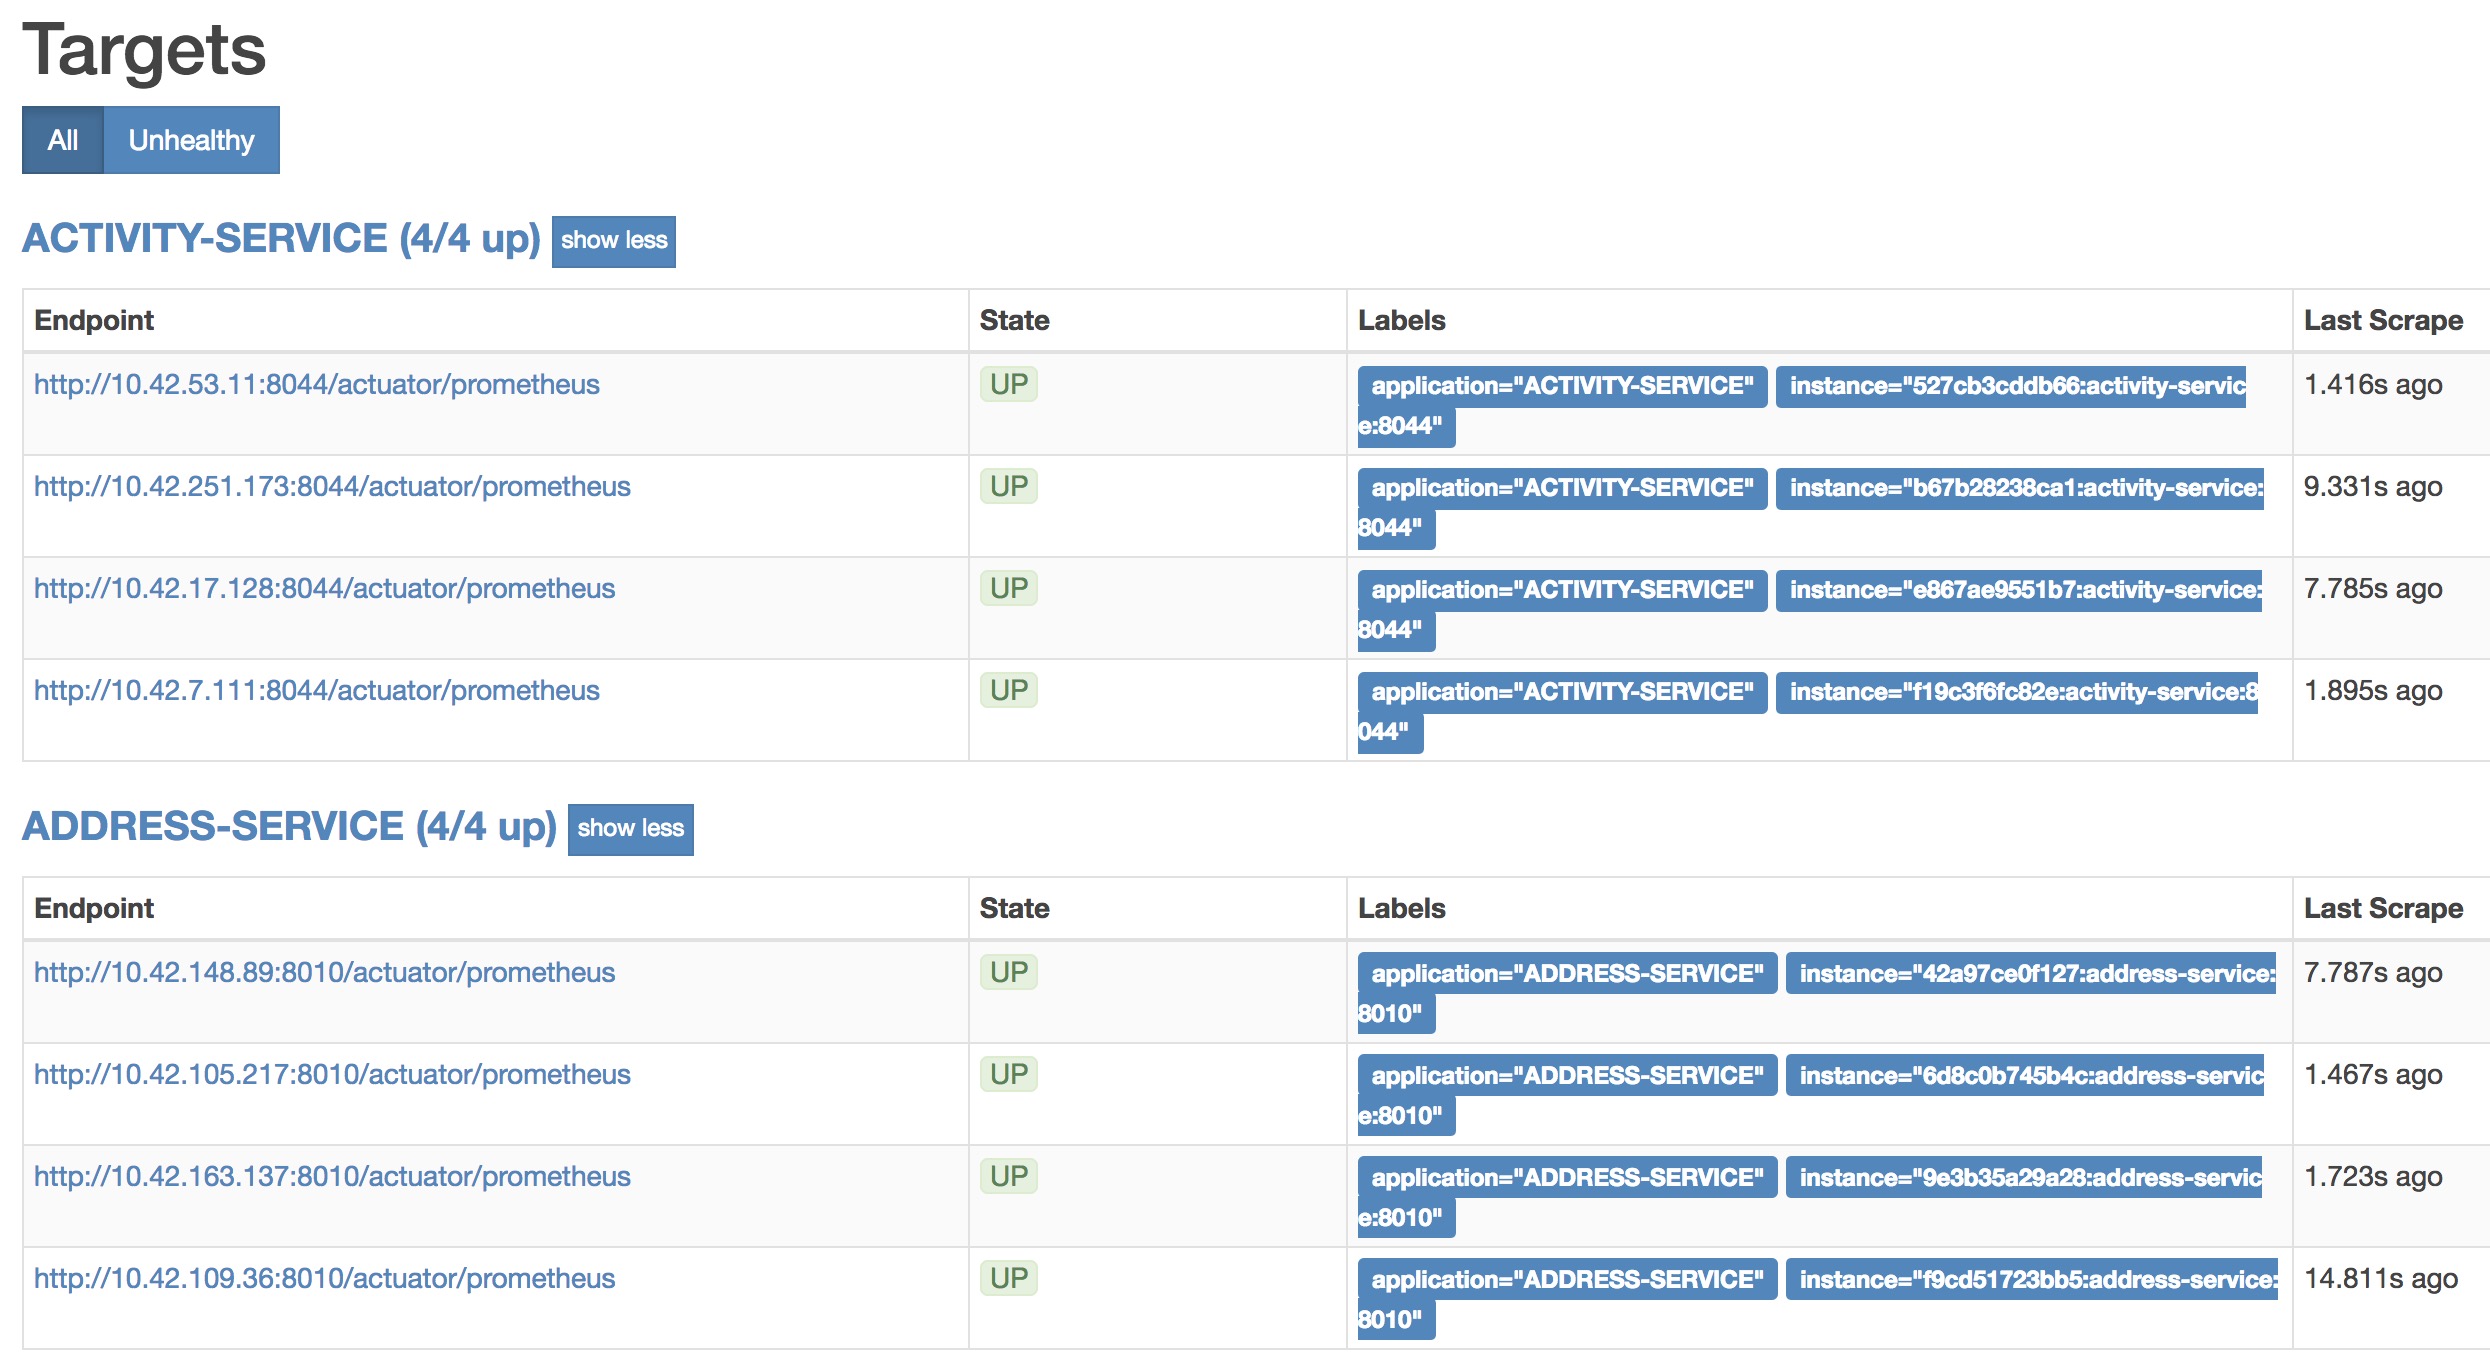 Targets
All Unhealthy
ACTIVITY-SERVICE (4/4 up) show less
Endpoint State Labels Last Scrape
http://10.42.53.11:8044/actuator/prometheus UP application="ACTIVITY-SERVICE" instance="527cb3cddb66:activity-servic 1.416s ago
e:8044"
http://10.42.251.173:8044/actuator/prometheus UP application="ACTIVITY-SERVICE" instance="b67b28238ca1:activity-service: 9.331s ago
8044"
http://10.42.17.128:8044/actuator/prometheus UP application="ACTIVITY-SERVICE" instance="e867ae9551b7:activity-service: 7.785s ago
8044"
http://10.42.7.111:8044/actuator/prometheus UP application="ACTIVITY-SERVICE" instance="f19c3f6fc82e:activity-service:8 1.895s ago
044"
ADDRESS-SERVICE (4/4 up) show less
Endpoint State Labels Last Scrape
http://10.42.148.89:8010/actuator/prometheus UP application="ADDRESS-SERVICE" instance="42a97ce0f127:address-service: 7.787s ago
8010"
http://10.42.105.217:8010/actuator/prometheus UP application="ADDRESS-SERVICE" instance="6d8c0b745b4c:address-servic 1.467s ago
e:8010"
http://10.42.163.137:8010/actuator/prometheus UP application="ADDRESS-SERVICE" instance="9e3b35a29a28:address-servic 1.723s ago
e:8010"
http://10.42.109.36:8010/actuator/prometheus UP application="ADDRESS-SERVICE" instance="f9cd51723bb5:address-service: 14.811s ago
8010"